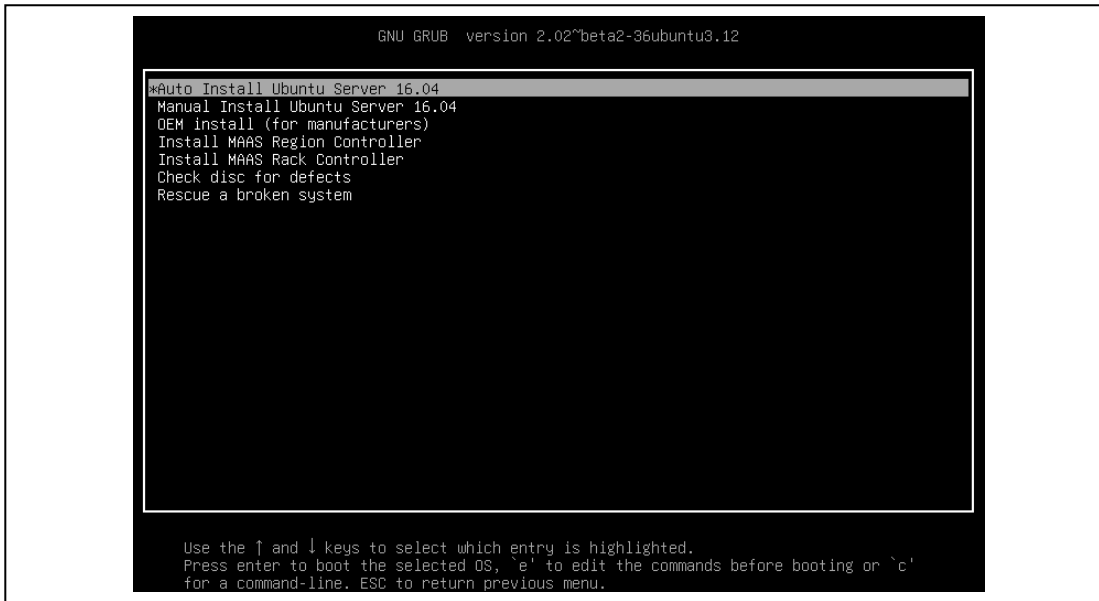 GNU GRUB version 2.02~beta2-36ubuntu3.12
*Auto Install Ubuntu Server 16.04
Manual Install Ubuntu Server 16.04
OEM install (for manufacturers)
Install MAAS Region Controller
Install MAAS Rack Controller
Check disc for defects
Rescue a broken system
Use the ↑ and ↓ keys to select which entry is highlighted.
Press enter to boot the selected OS, `e' to edit the commands before booting or `c'
for a command-line. ESC to return previous menu.